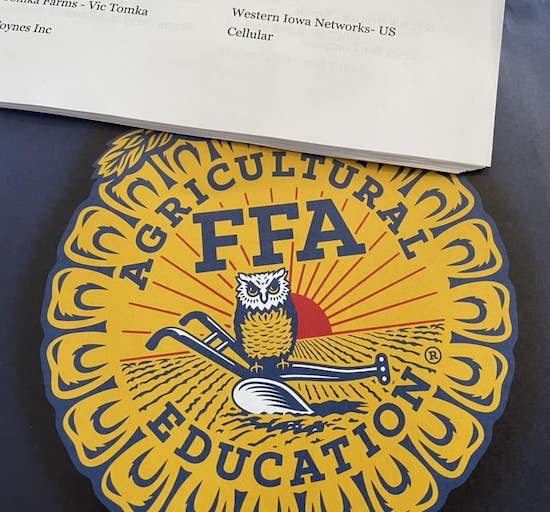 Farms - Vic Tomka
Western Iowa Networks- US
oynes Inc
Cellular
AGRICULTURAL
FFA
EDUCATION
®